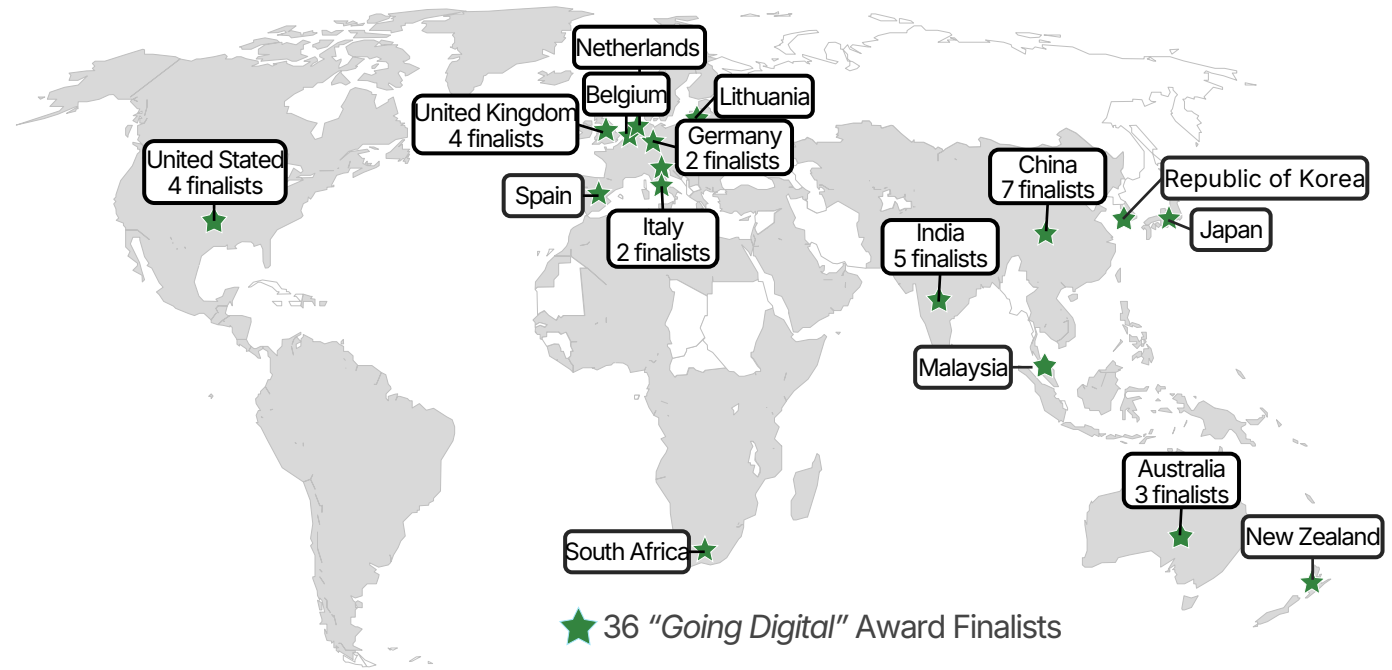 Netherlands
Belgium
Lithuania
United Kingdom
4 finalists
Germany
2 finalists
United Stated
4 finalists
China
7 finalists
Republic of Korea
Spain
Italy
2 finalists
India
5 finalists
Japan
Malaysia
Australia
3 finalists
New Zealand
South Africa
36 “Going Digital” Award Finalists